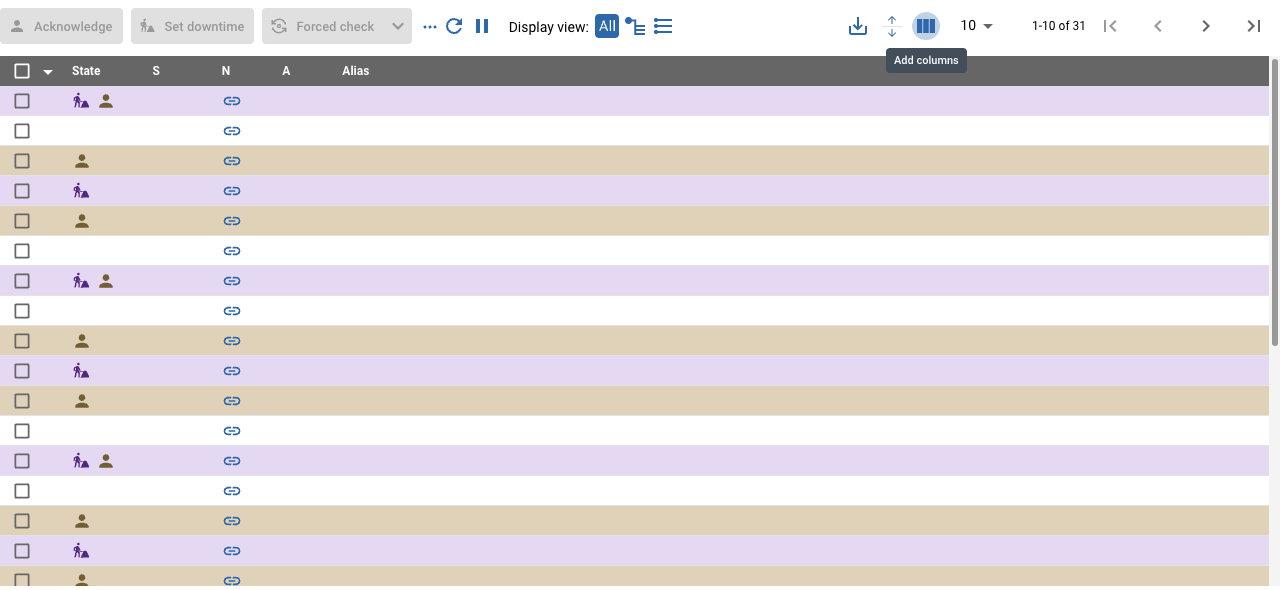 Acknowledge Set downtime Forced check Display view: All 10 1-10 of 31
Add columns
State S N A Alias